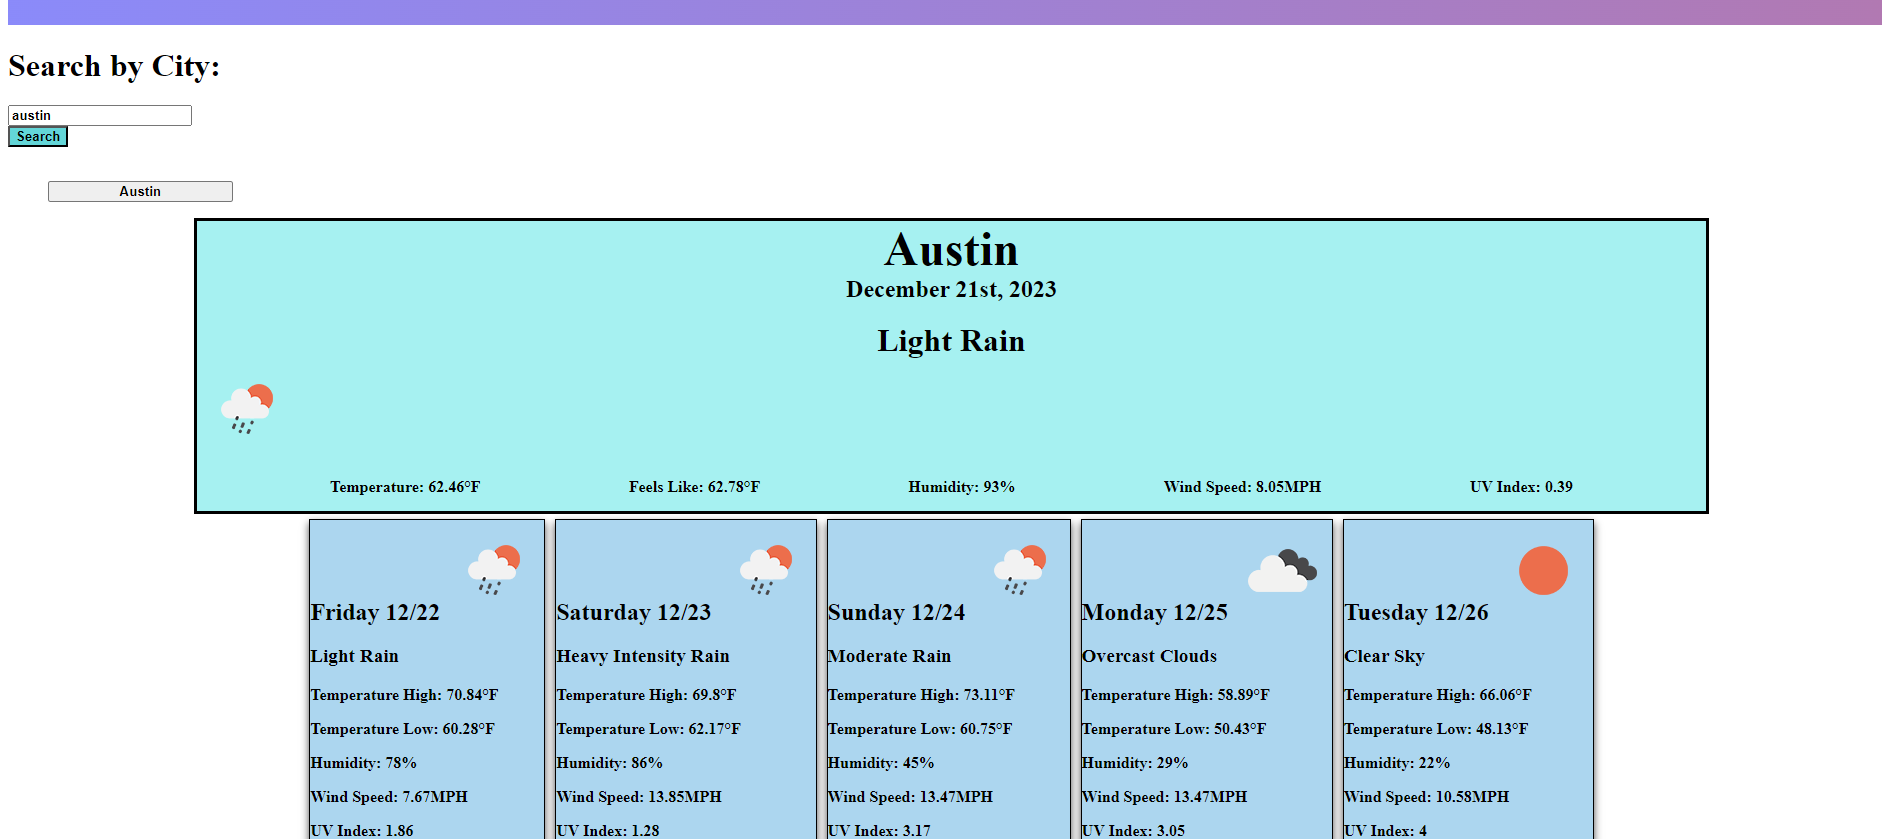 Search by City:
austin
Search
Austin
Austin
December 21st, 2023
Light Rain
Temperature: 62.46°F
Feels Like: 62.78°F
Humidity: 93%
Wind Speed: 8.05MPH
UV Index: 0.39
Friday 12/22
Light Rain
Temperature High: 70.84°F
Temperature Low: 60.28°F
Humidity: 78%
Wind Speed: 7.67MPH
UV Index: 1.86
Saturday 12/23
Heavy Intensity Rain
Temperature High: 69.8°F
Temperature Low: 62.17°F
Humidity: 86%
Wind Speed: 13.85MPH
UV Index: 1.28
Sunday 12/24
Moderate Rain
Temperature High: 73.11°F
Temperature Low: 60.75°F
Humidity: 45%
Wind Speed: 13.47MPH
UV Index: 3.17
Monday 12/25
Overcast Clouds
Temperature High: 58.89°F
Temperature Low: 50.43°F
Humidity: 29%
Wind Speed: 13.47MPH
UV Index: 3.05
Tuesday 12/26
Clear Sky
Temperature High: 66.06°F
Temperature Low: 48.13°F
Humidity: 22%
Wind Speed: 10.58MPH
UV Index: 4